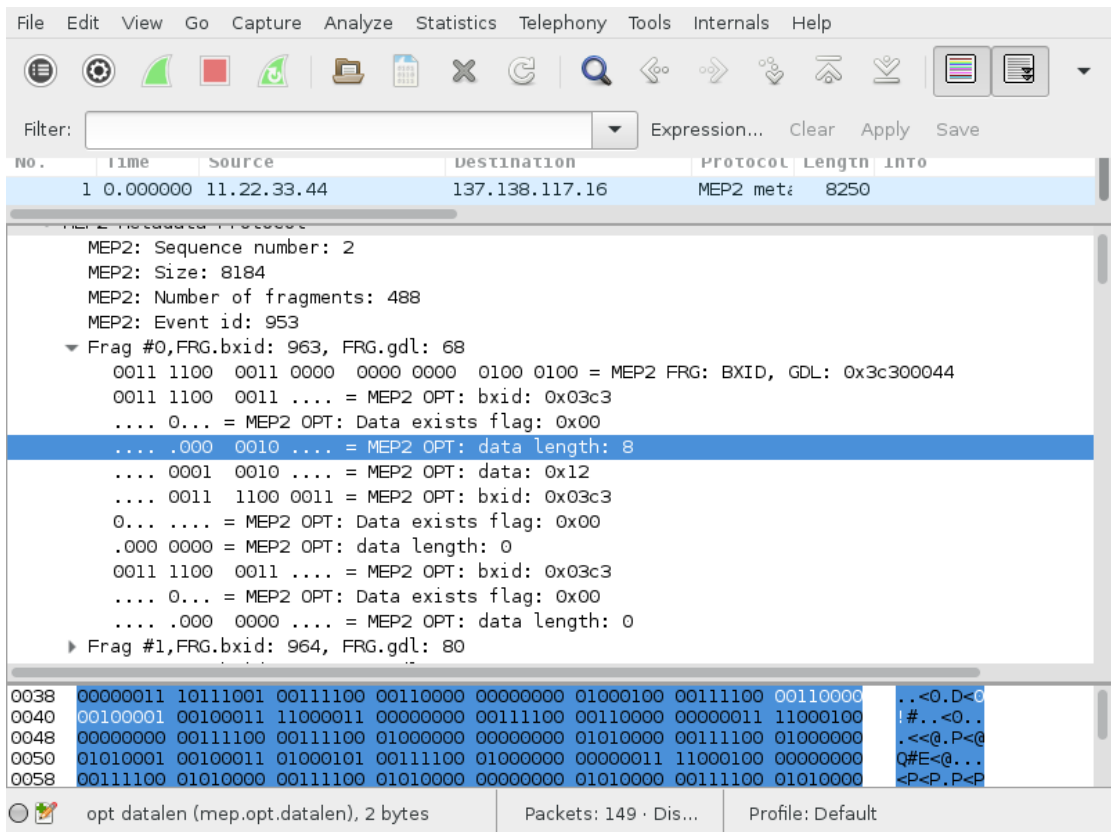 File Edit View Go Capture Analyze Statistics Telephony Tools Internals Help
Filter: Expression... Clear Apply Save
No. Time Source Destination Protocol Length Info
1 0.000000 11.22.33.44 137.138.117.16 MEP2 meta 8250
MEP2 Metadata Protocol
MEP2: Sequence number: 2
MEP2: Size: 8184
MEP2: Number of fragments: 488
MEP2: Event id: 953
Frag #0,FRG.bxid: 963, FRG.gdl: 68
0011 1100 0011 0000 0000 0000 0100 0100 = MEP2 FRG: BXID, GDL: 0x3c300044
0011 1100 0011 .... = MEP2 OPT: bxid: 0x03c3
.... 0... = MEP2 OPT: Data exists flag: 0x00
.... .000 0010 .... = MEP2 OPT: data length: 8
.... 0001 0010 .... = MEP2 OPT: data: 0x12
.... 0011 1100 0011 = MEP2 OPT: bxid: 0x03c3
0... .... = MEP2 OPT: Data exists flag: 0x00
.000 0000 = MEP2 OPT: data length: 0
0011 1100 0011 .... = MEP2 OPT: bxid: 0x03c3
.... 0... = MEP2 OPT: Data exists flag: 0x00
.... .000 0000 .... = MEP2 OPT: data length: 0
Frag #1,FRG.bxid: 964, FRG.gdl: 80
0038 00000011 10111001 00111100 00110000 00000000 01000100 00111100 00110000 ..<0.D<0
0040 00100001 00100011 11000011 00000000 00111100 00110000 00000011 11000100 !#..<0..
0048 00000000 00111100 00111100 01000000 00000000 01010000 00111100 01000000 .<<@.P<@
0050 01010001 00100011 01000101 00111100 01000000 00000011 11000100 00000000 Q#E<@...
0058 00111100 01010000 00111100 01010000 00000000 01010000 00111100 01010000 <P<P.P<P
opt datalen (mep.opt.datalen), 2 bytes Packets: 149 · Dis... Profile: Default